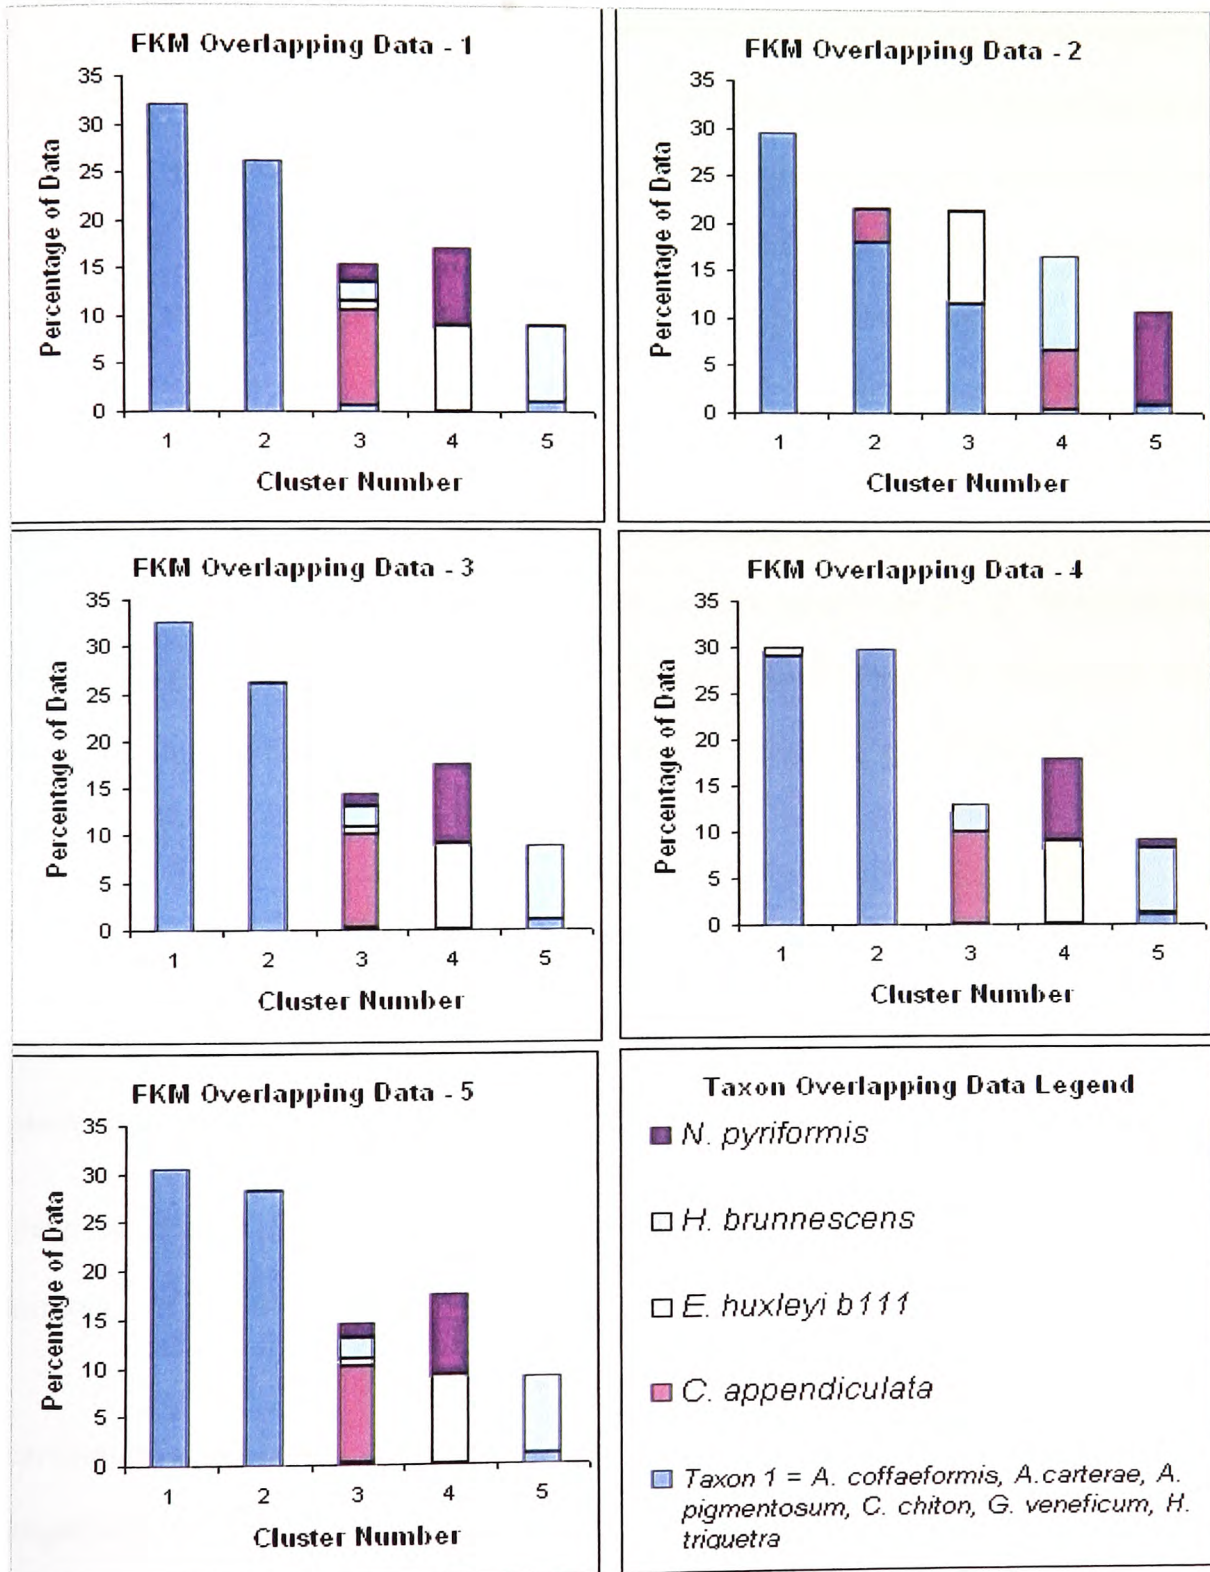 FKM Overlapping Data - 1
35
30
25
20
15
10
5
0
Percentage of Data
1 2 3 4 5
Cluster Number
FKM Overlapping Data - 2
35
30
25
20
15
10
5
0
Percentage of Data
1 2 3 4 5
Cluster Number
FKM Overlapping Data - 3
35
30
25
20
15
10
5
0
Percentage of Data
1 2 3 4 5
Cluster Number
FKM Overlapping Data - 4
35
30
25
20
15
10
5
0
Percentage of Data
1 2 3 4 5
Cluster Number
FKM Overlapping Data - 5
35
30
25
20
15
10
5
0
Percentage of Data
1 2 3 4 5
Cluster Number
Taxon Overlapping Data Legend
N. pyriformis
H. brunnescens
E. huxleyi b111
C. appendiculata
Taxon 1 = A. coffaeformis, A.carterae, A.
pigmentosum, C. chiton, G. veneficum, H.
triquetra